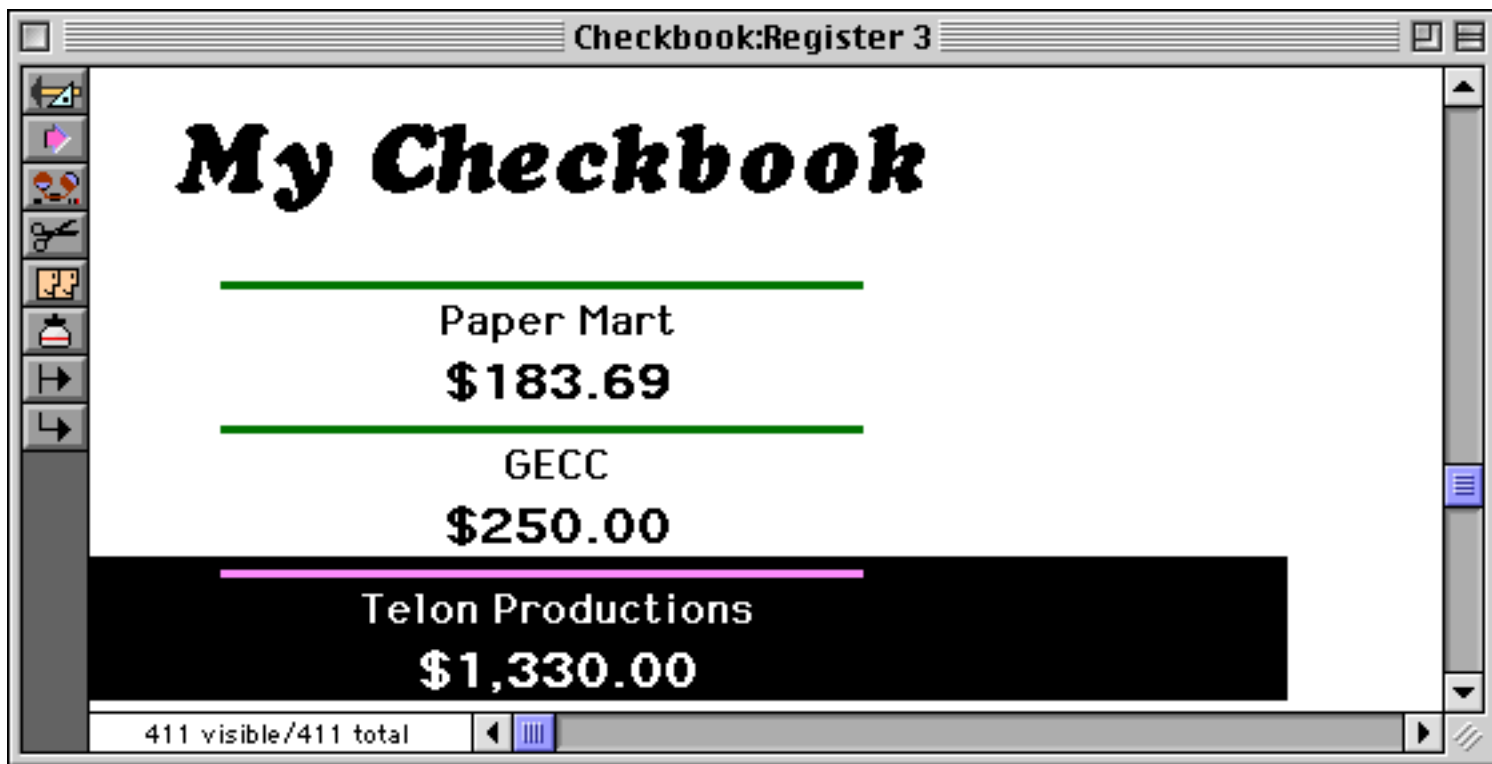 Checkbook:Register 3
My Checkbook
Paper Mart
$183.69
GECC
$250.00
Telon Productions
$1,330.00
411 visible/411 total